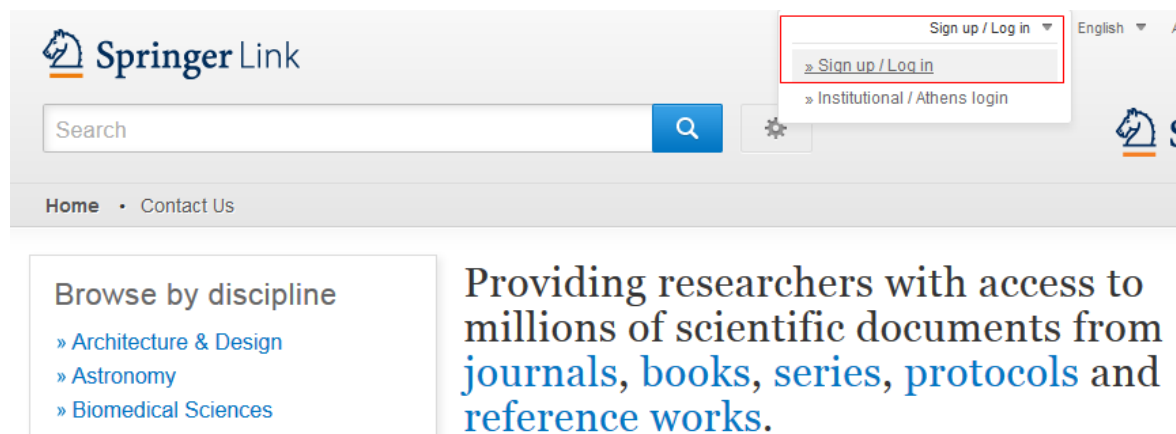 Sign up / Log in English
» Sign up / Log in
» Institutional / Athens login
Springer Link
Search
Home • Contact Us
Browse by discipline
» Architecture & Design
» Astronomy
» Biomedical Sciences
Providing researchers with access to
millions of scientific documents from
journals, books, series, protocols and
reference works.